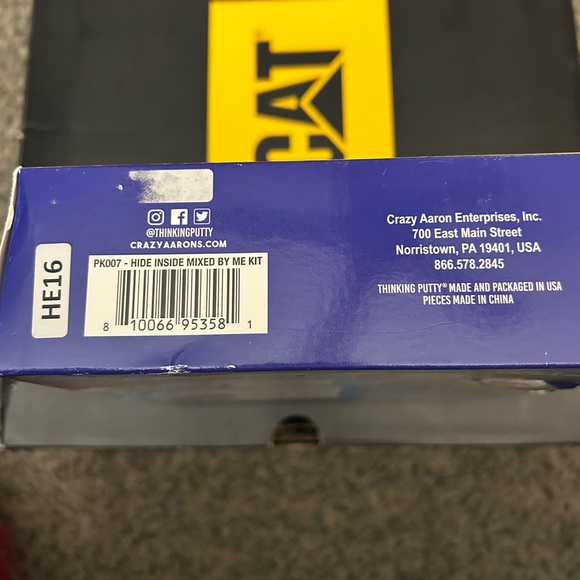 CAT
@THINKINGPUTTY
CRAZYAARONS.COM
HE16
PK007 - HIDE INSIDE MIXED BY ME KIT
8 10066 95358 1
Crazy Aaron Enterprises, Inc.
700 East Main Street
Norristown, PA 19401, USA
866.578.2845
THINKING PUTTY® MADE AND PACKAGED IN USA
PIECES MADE IN CHINA